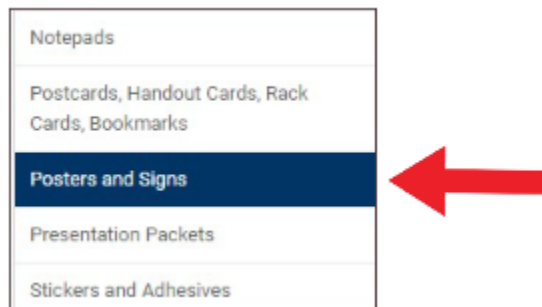 Notepads
Postcards, Handout Cards, Rack
Cards, Bookmarks
Posters and Signs
Presentation Packets
Stickers and Adhesives